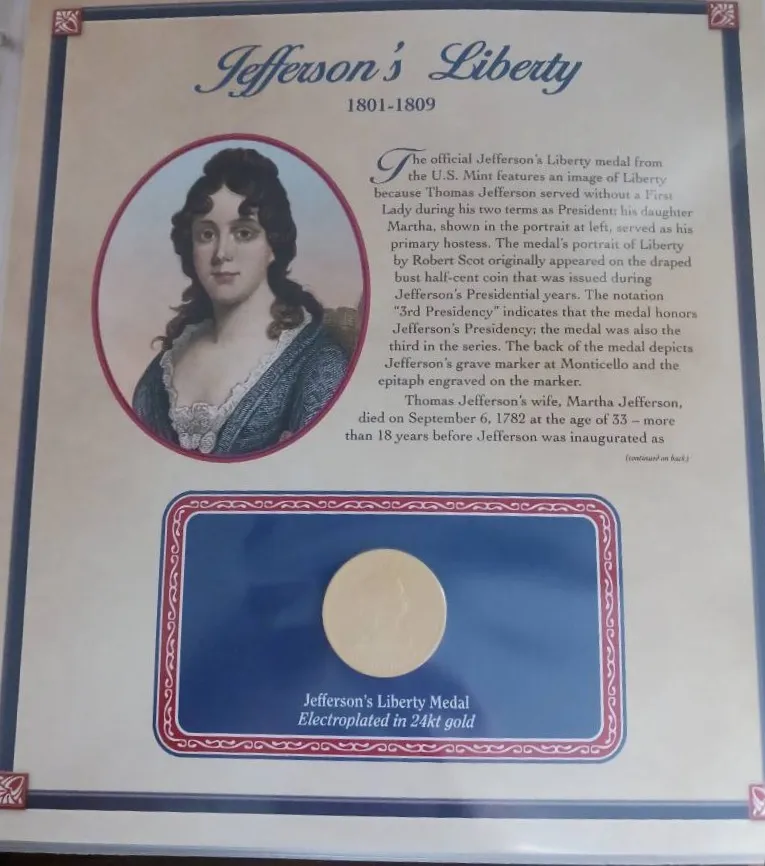 Jefferson's Liberty
1801-1809
The official Jefferson's Liberty medal from
the U.S. Mint features an image of Liberty
because Thomas Jefferson served without a First
Lady during his two terms as President: his daughter
Martha, shown in the portrait at left, served as his
primary hostess. The medal's portrait of Liberty
by Robert Scot originally appeared on the draped
bust half-cent coin that was issued during
Jefferson's Presidential years. The notation
"3rd Presidency" indicates that the medal honors
Jefferson's Presidency; the medal was also the
third in the series. The back of the medal depicts
Jefferson's grave marker at Monticello and the
epitaph engraved on the marker.
Thomas Jefferson's wife, Martha Jefferson,
died on September 6, 1782 at the age of 33 – more
than 18 years before Jefferson was inaugurated as
(continued on back)
Jefferson's Liberty Medal
Electroplated in 24kt gold